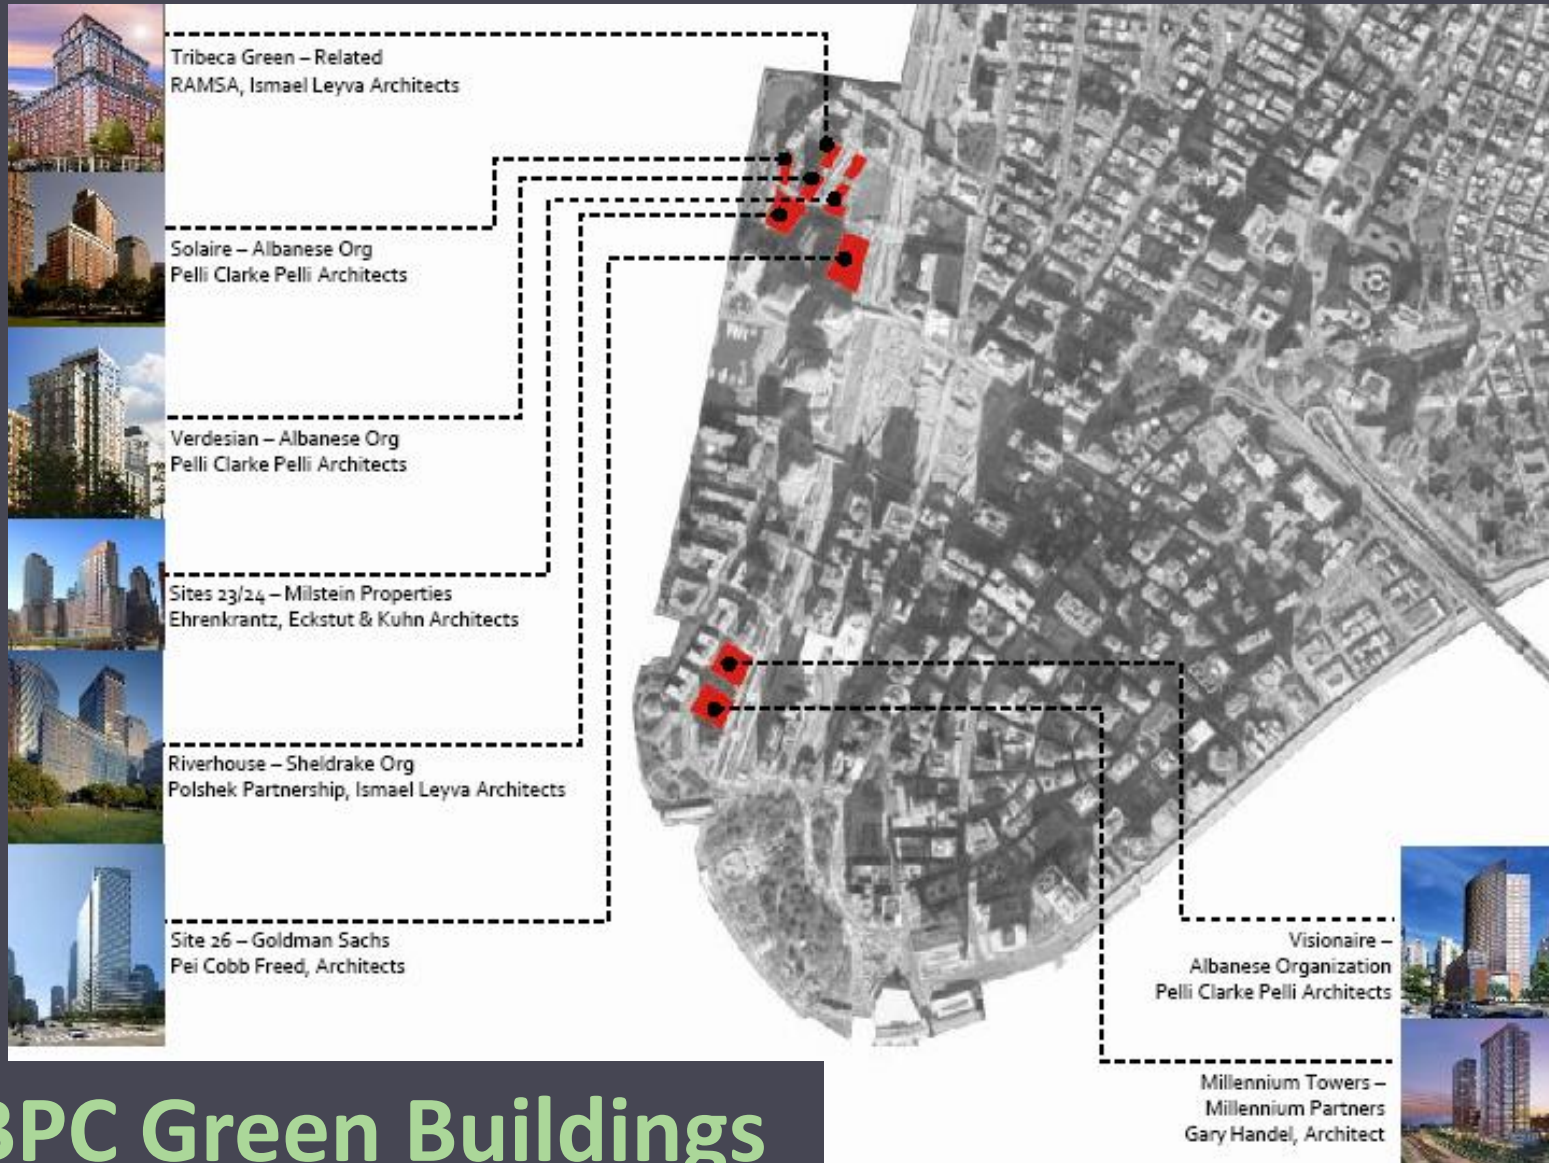 Tribeca Green – Related
RAMSA, Ismael Leyva Architects
Solaire – Albanese Org
Pelli Clarke Pelli Architects
Verdesian – Albanese Org
Pelli Clarke Pelli Architects
Sites 23/24 – Milstein Properties
Ehrenkrantz, Eckstut & Kuhn Architects
Riverhouse – Sheldrake Org
Polshek Partnership, Ismael Leyva Architects
Site 26 – Goldman Sachs
Pei Cobb Freed, Architects
Visionaire –
Albanese Organization
Pelli Clarke Pelli Architects
Millennium Towers –
Millennium Partners
Gary Handel, Architect
BPC Green Buildings